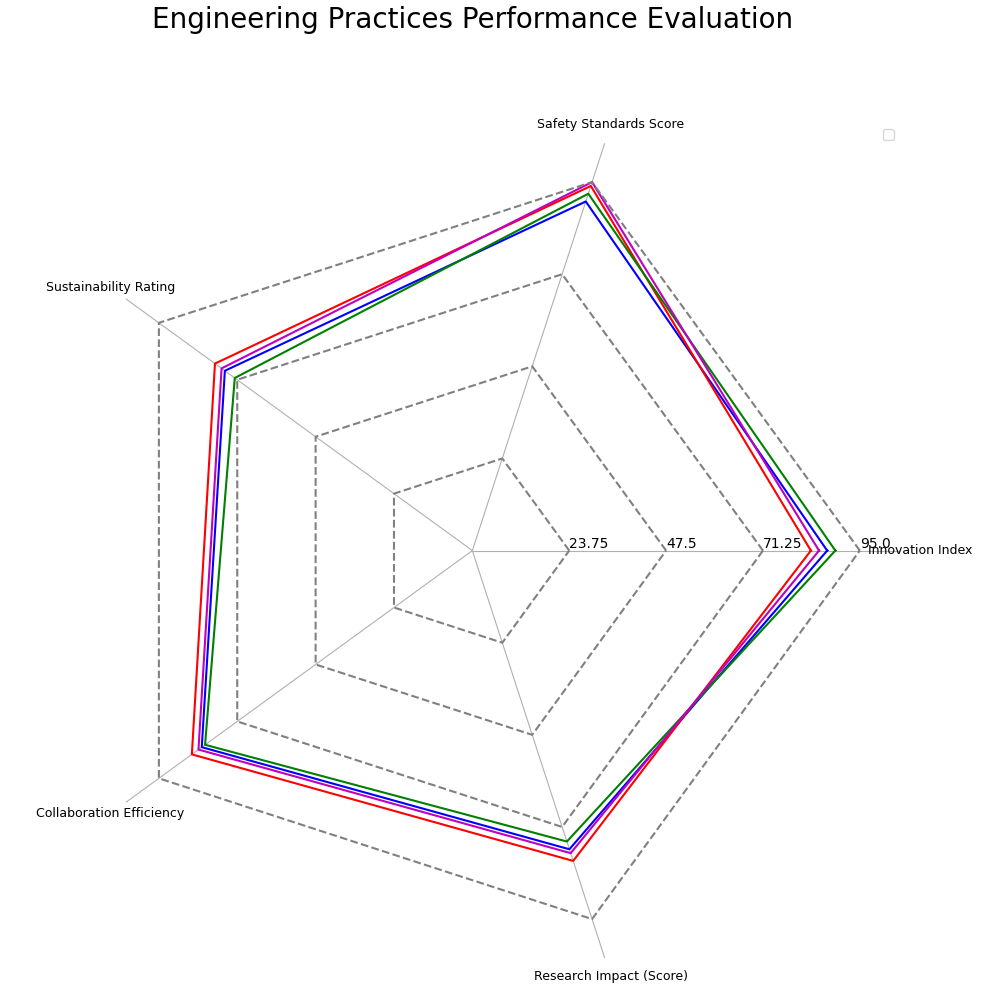 Engineering Practices Performance Evaluation
Safety Standards Score
Sustainability Rating
23.75
47.5
71.25
95.0
Innovation Index
Collaboration Efficiency
Research Impact (Score)